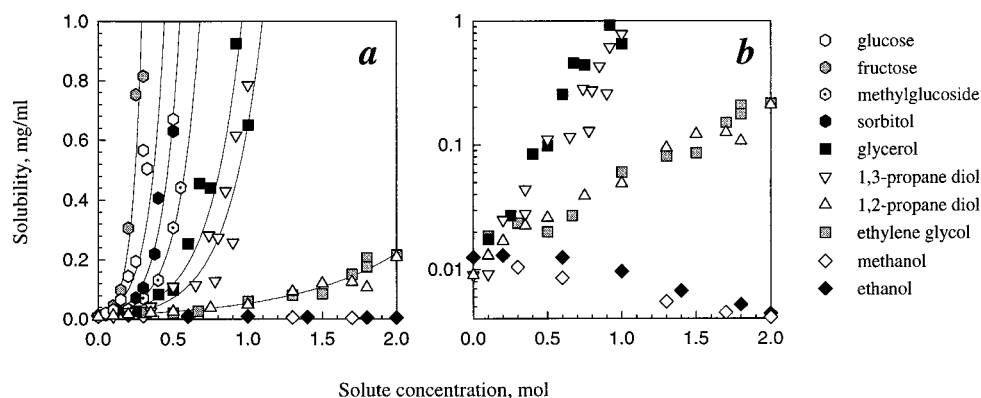 1.0
0.8
0.6
0.4
0.2
0.0
Solubility, mg/ml
0.0 0.5 1.0 1.5 2.0
a
1
0.1
0.01
0.0 0.5 1.0 1.5 2.0
b
glucose
fructose
methylglucoside
sorbitol
glycerol
1,3-propane diol
1,2-propane diol
ethylene glycol
methanol
ethanol
Solute concentration, mol